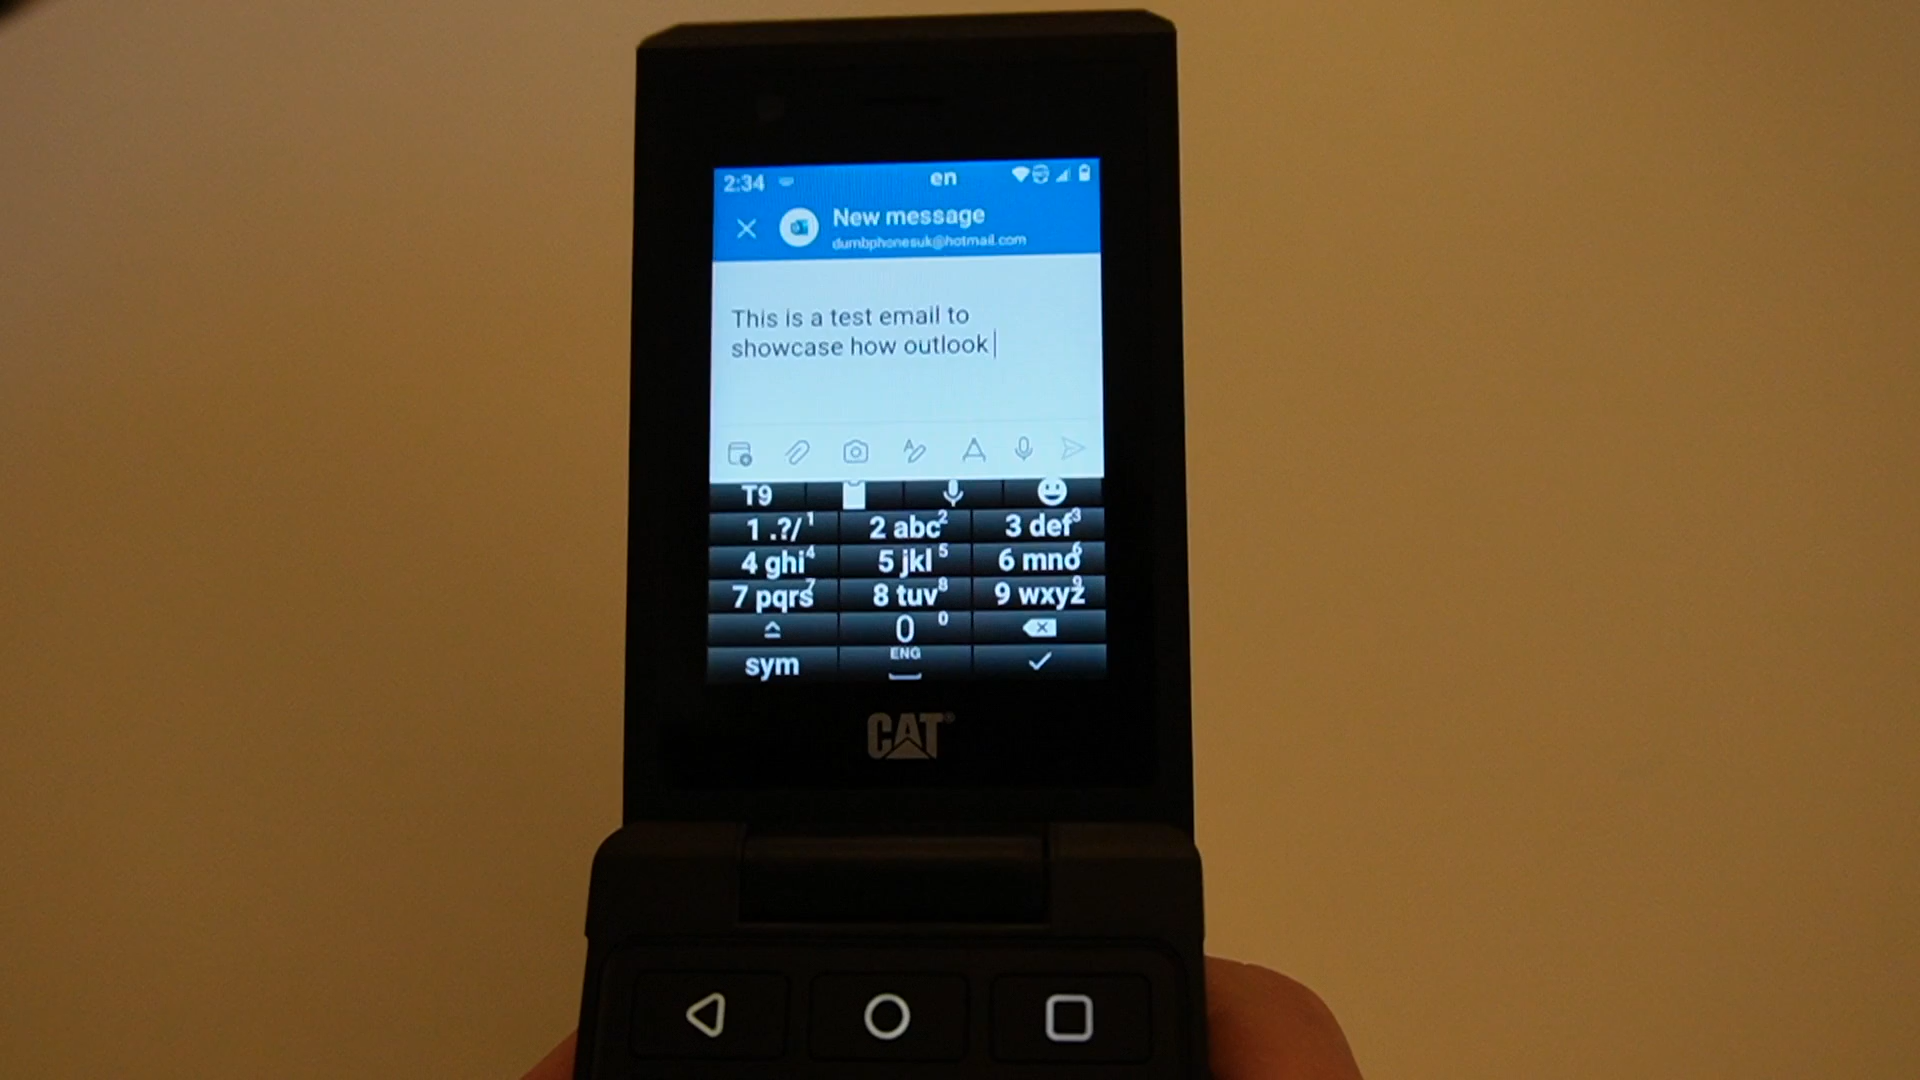 2:34 en
New message
dumbphonesuk@hotmail.com
This is a test email to
showcase how outlook
T9
1 .?/ 1 2 abc 2 3 def 3
4 ghi 4 5 jkl 5 6 mno 6
7 pqrs 7 8 tuv 8 9 wxyz 9
0 0
sym ENG
CAT®